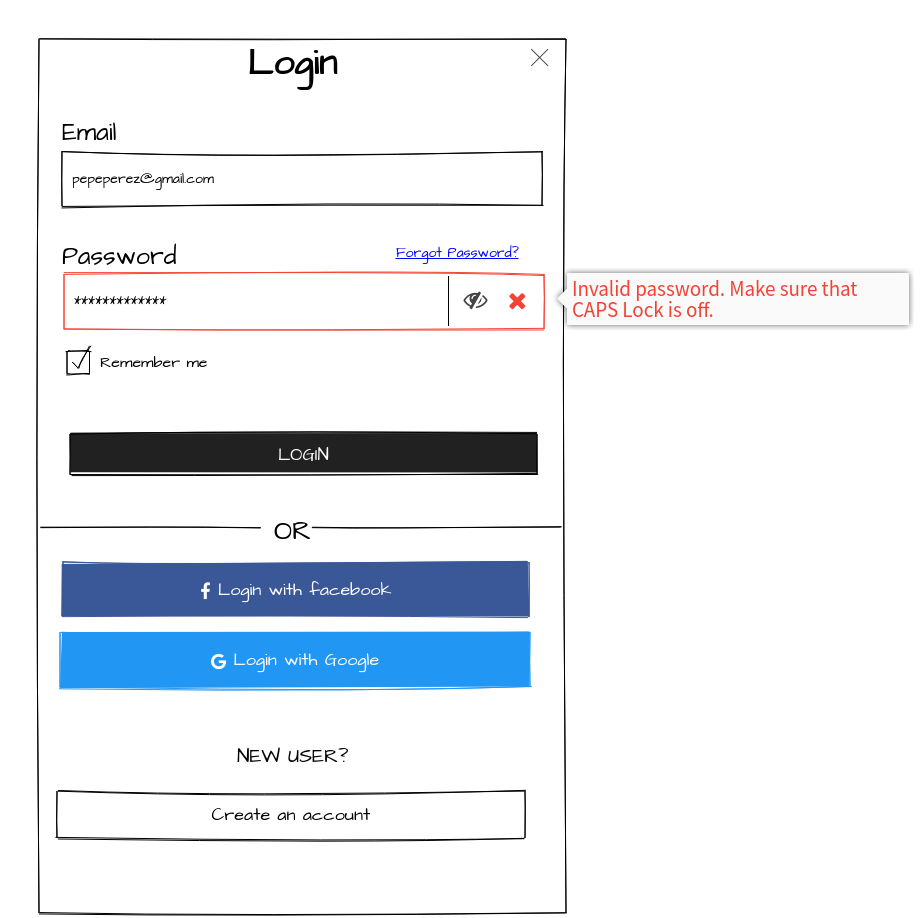 Login
Email
pepeperez@gmail.com
Password
Forgot Password?
*************
Invalid password. Make sure that
CAPS Lock is off.
Remember me
LOGIN
OR
Login with facebook
Login with Google
NEW USER?
Create an account